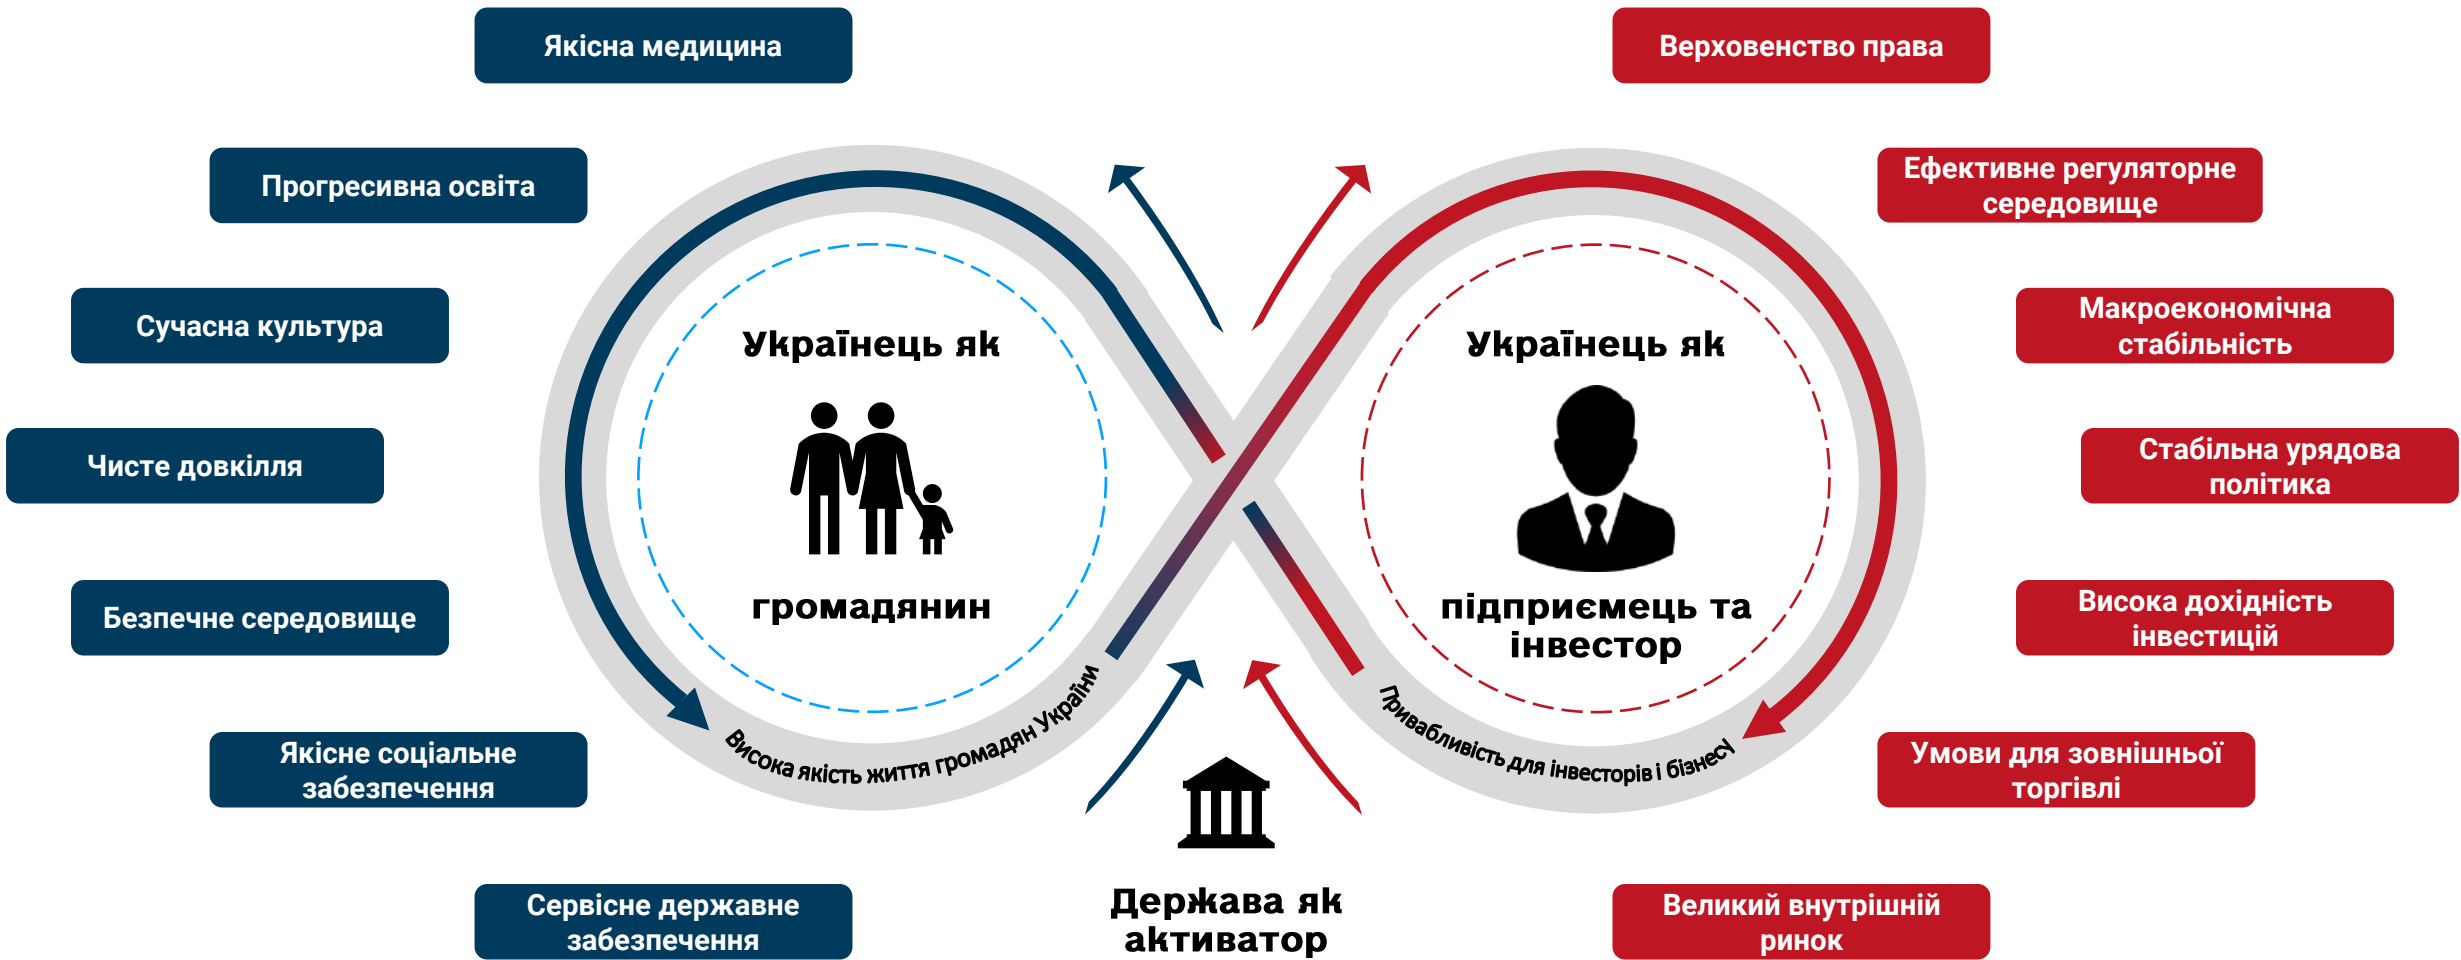 Якісна медицина
Прогресивна освіта
Сучасна культура
Чисте довкілля
Безпечне середовище
Якісне соціальне
забезпечення
Сервісне державне
забезпечення
Українець як
громадянин
Висока якість життя громадян України
Держава як
активатор
Українець як
підприємець та
інвестор
Привабливість для інвесторів і бізнесу
Верховенство права
Ефективне регуляторне
середовище
Макроекономічна
стабільність
Стабільна урядова
політика
Висока дохідність
інвестицій
Умови для зовнішньої
торгівлі
Великий внутрішній
ринок